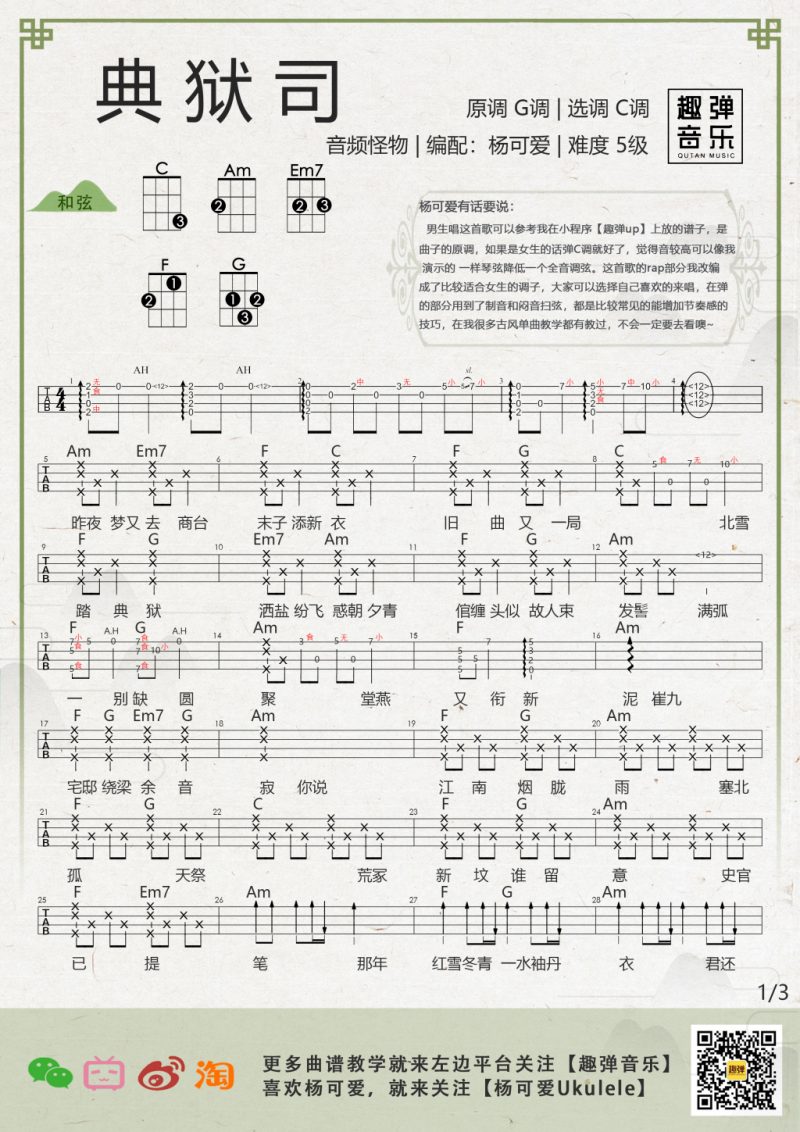 典狱司
原调 G调 | 选调 C调
音频怪物 | 编配：杨可爱 | 难度 5级
趣弹
音乐
QUTAN MUSIC
和弦
C Am Em7
2 3 2 2 3
F G
1 2 1 2 3
杨可爱有话要说：
男生唱这首歌可以参考我在小程序【趣弹up】上放的谱子，是
曲子的原调，如果是女生的话弹C调就好了，觉得音较高可以像我
演示的 一样琴弦降低一个全音调弦。这首歌的rap部分我改编
成了比较适合女生的调子，大家可以选择自己喜欢的来唱，在弹
的部分用到了制音和闷音扫弦，都是比较常见的能增加节奏感的
技巧，在我很多古风单曲教学都有教过，不会一定要去看噢~
AH AH sl.
Am Em7 F C F G C
昨夜 梦又 去 商台 末子 添新 衣 旧 曲 又 一局 北雪
F G Em7 Am F G Am
踏 典 狱 洒盐 纷飞 惑朝 夕青 倌缠 头似 故人束 发髻 满弧
F G Am F Am
A.H A.H
一 别缺 圆 聚 堂燕 又 衔新 泥 崔九
F G Em7 G Am F G Am
宅邸 绕梁 余 音 寂 你说 江 南 烟 胧 雨 塞北
F G C F G Am
孤 天祭 荒冢 新 坟 谁 留 意 史官
F Em7 Am F G Am
已 提 笔 那年 红雪冬青 一水袖丹 衣 君还
1/3
更多曲谱教学就来左边平台关注【趣弹音乐】
喜欢杨可爱，就来关注【杨可爱Ukulele】
淘
趣弹